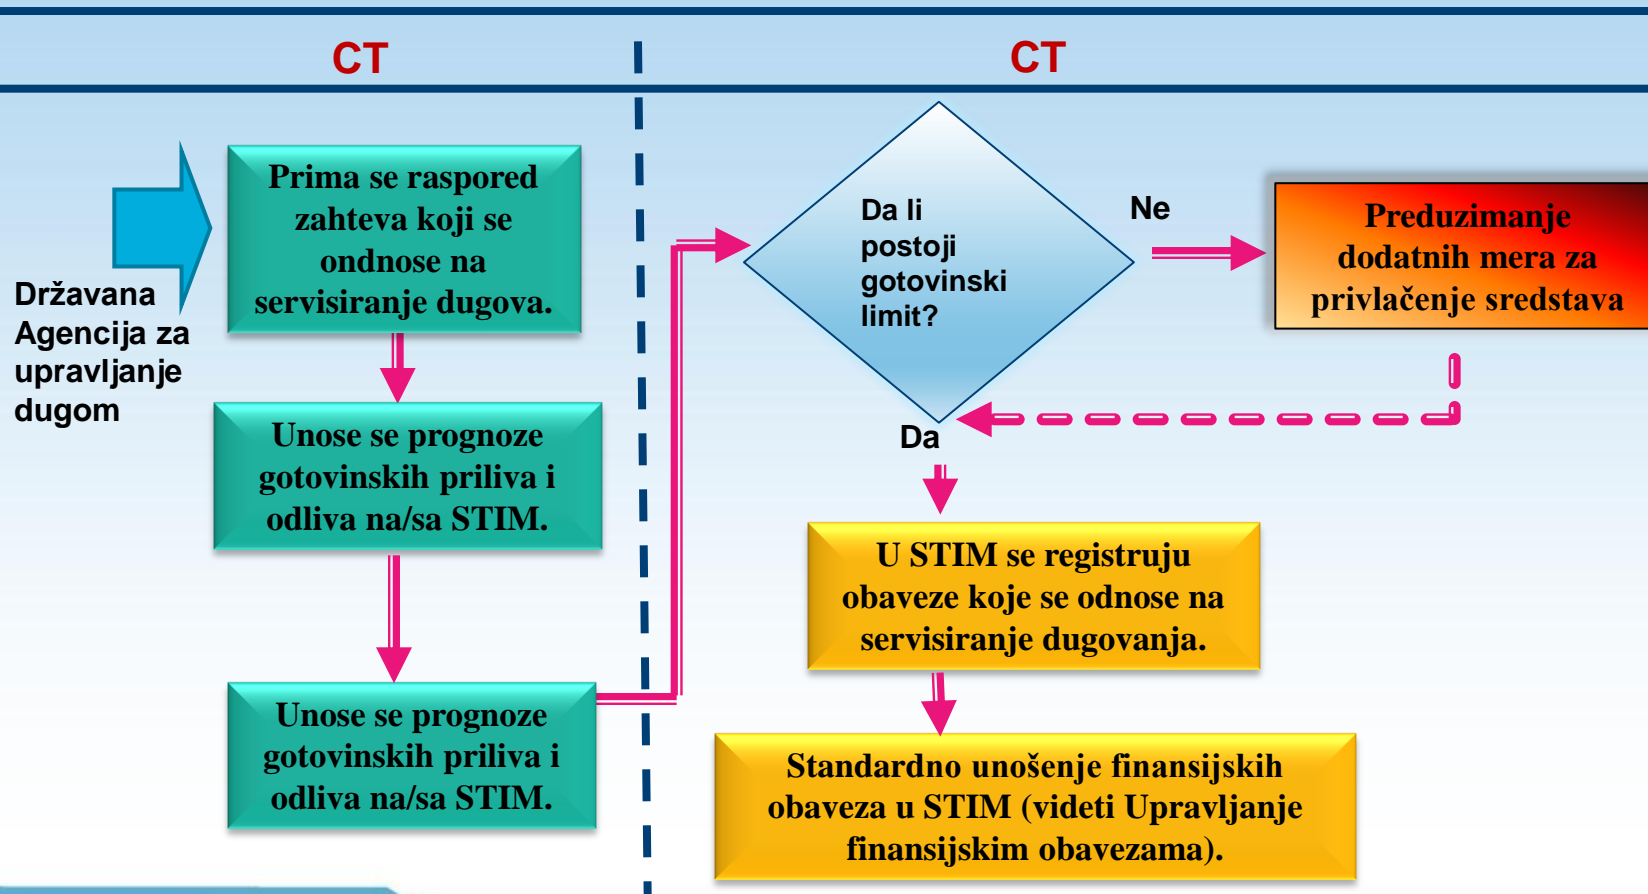 CT
CT
Državana
Agencija za
upravljanje
dugom
Prima se raspored
zahteva koji se
ondnose na
servisiranje dugova.
Unose se prognoze
gotovinskih priliva i
odliva na/sa STIM.
Unose se prognoze
gotovinskih priliva i
odliva na/sa STIM.
Da li
postoji
gotovinski
limit?
Ne
Preduzimanje
dodatnih mera za
privlačenje sredstava
Da
U STIM se registruju
obaveze koje se odnose na
servisiranje dugovanja.
Standardno unošenje finansijskih
obaveza u STIM (videti Upravljanje
finansijskim obavezama).